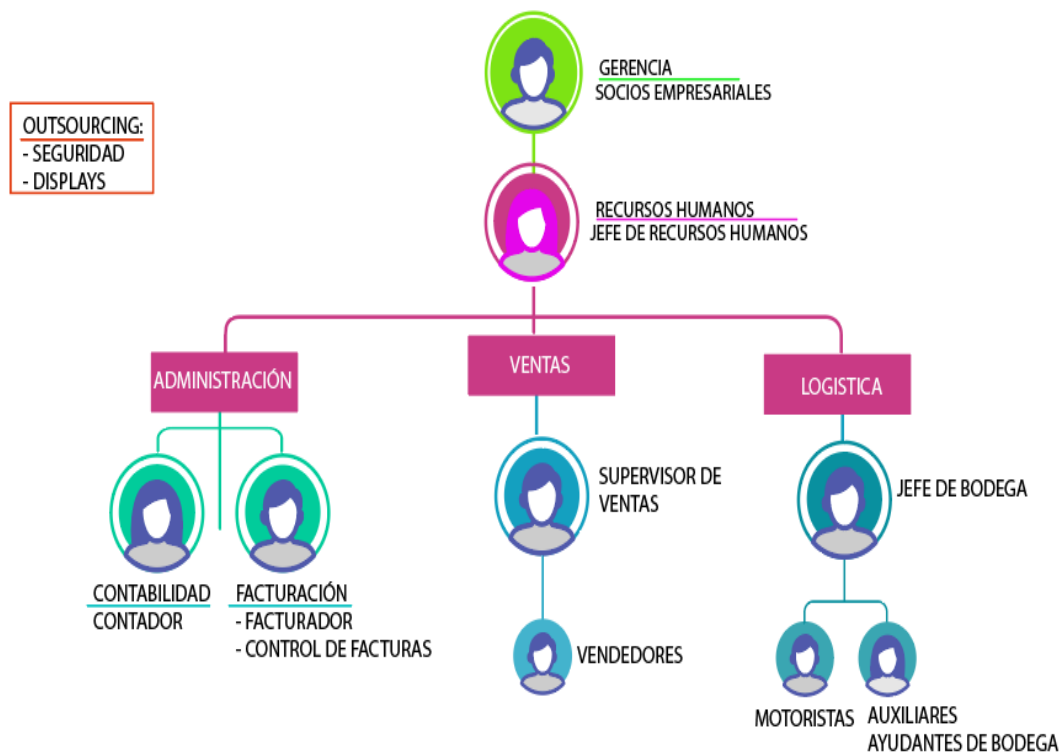 GERENCIA
SOCIOS EMPRESARIALES
OUTSOURCING:
- SEGURIDAD
- DISPLAYS
RECURSOS HUMANOS
JEFE DE RECURSOS HUMANOS
ADMINISTRACIÓN
VENTAS
LOGISTICA
SUPERVISOR DE
VENTAS
JEFE DE BODEGA
CONTABILIDAD
CONTADOR
FACTURACIÓN
- FACTURADOR
- CONTROL DE FACTURAS
VENDEDORES
MOTORISTAS
AUXILIARES
AYUDANTES DE BODEGA